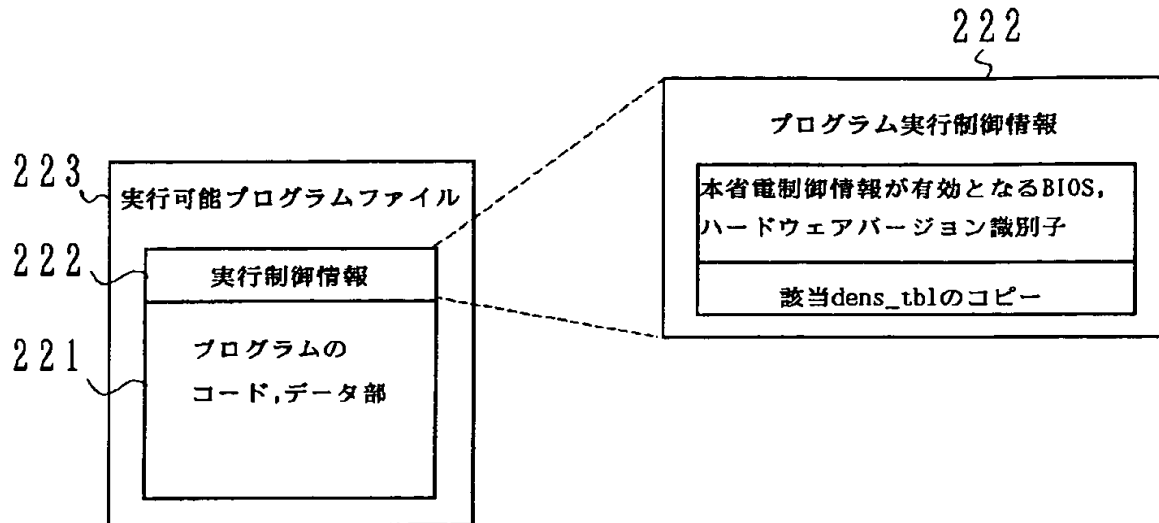 222
プログラム実行制御情報
本省電制御情報が有効となるBIOS,
ハードウェアバージョン識別子
該当dens_tblのコピー
223
実行可能プログラムファイル
222
実行制御情報
221
プログラムの
コード,データ部